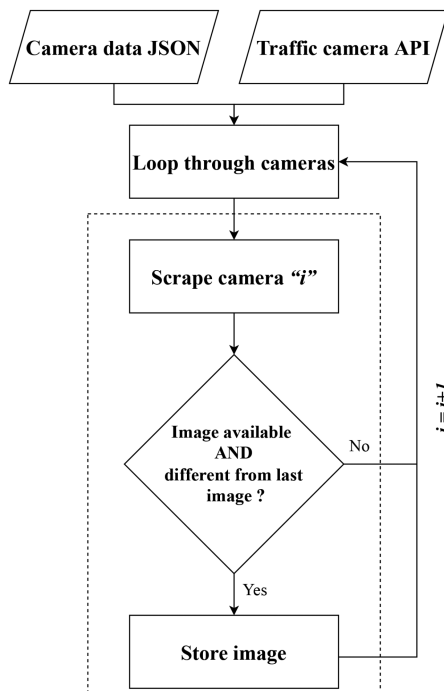 Camera data JSON
Traffic camera API
Loop through cameras
Scrape camera “i”
Image available
AND
different from last
image ?
No
i=i+1
Yes
Store image